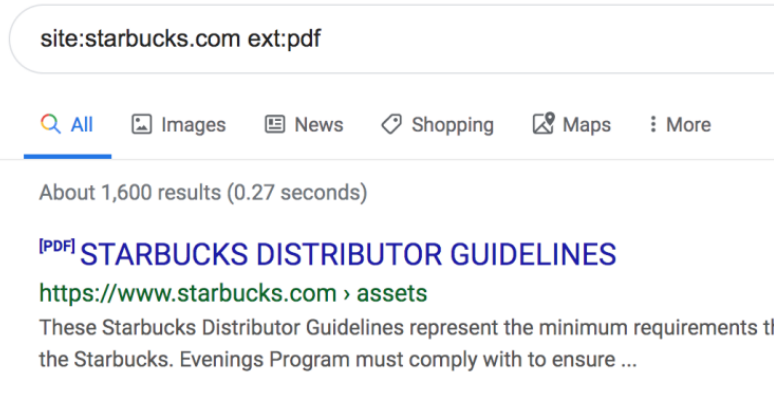 site:starbucks.com ext:pdf
All Images News Shopping Maps More
About 1,600 results (0.27 seconds)
[PDF] STARBUCKS DISTRIBUTOR GUIDELINES
https://www.starbucks.com › assets
These Starbucks Distributor Guidelines represent the minimum requirements
the Starbucks. Evenings Program must comply with to ensure ...